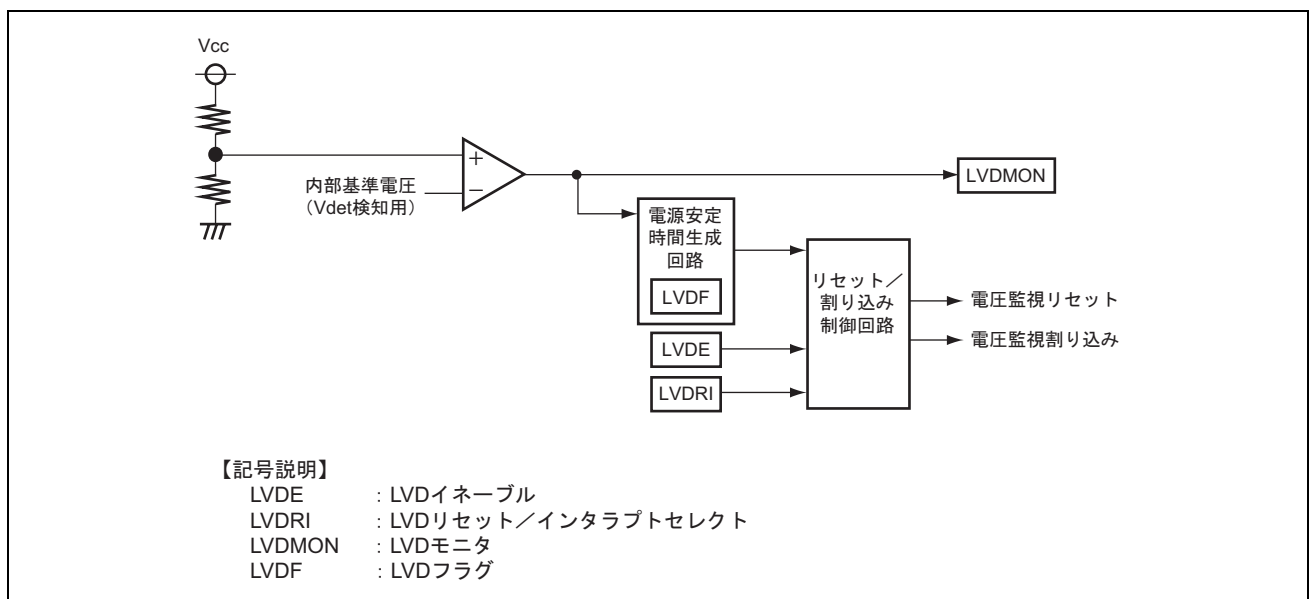 Vcc
+
−
内部基準電圧
（Vdet検知用）
LVDMON
電源安定
時間生成
回路
LVDF
リセット／
割り込み
制御回路
電圧監視リセット
電圧監視割り込み
LVDE
LVDRI
【記号説明】
LVDE : LVDイネーブル
LVDRI : LVDリセット／インタラプトセレクト
LVDMON : LVDモニタ
LVDF : LVDフラグ